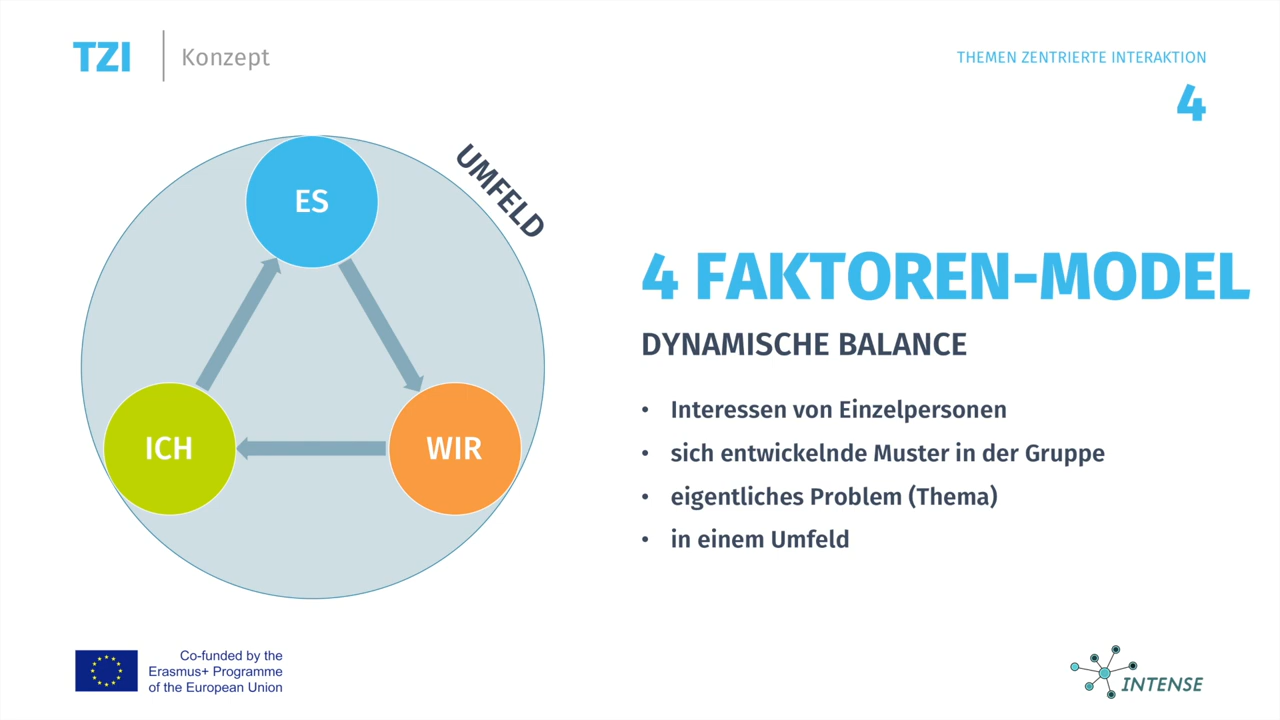 TZI
Konzept
THEMEN ZENTRIERTE INTERAKTION
4
UMFELD
ES
ICH
WIR
4 FAKTOREN-MODEL
DYNAMISCHE BALANCE
• Interessen von Einzelpersonen
• sich entwickelnde Muster in der Gruppe
• eigentliches Problem (Thema)
• in einem Umfeld
Co-funded by the
Erasmus+ Programme
of the European Union
INTENSE